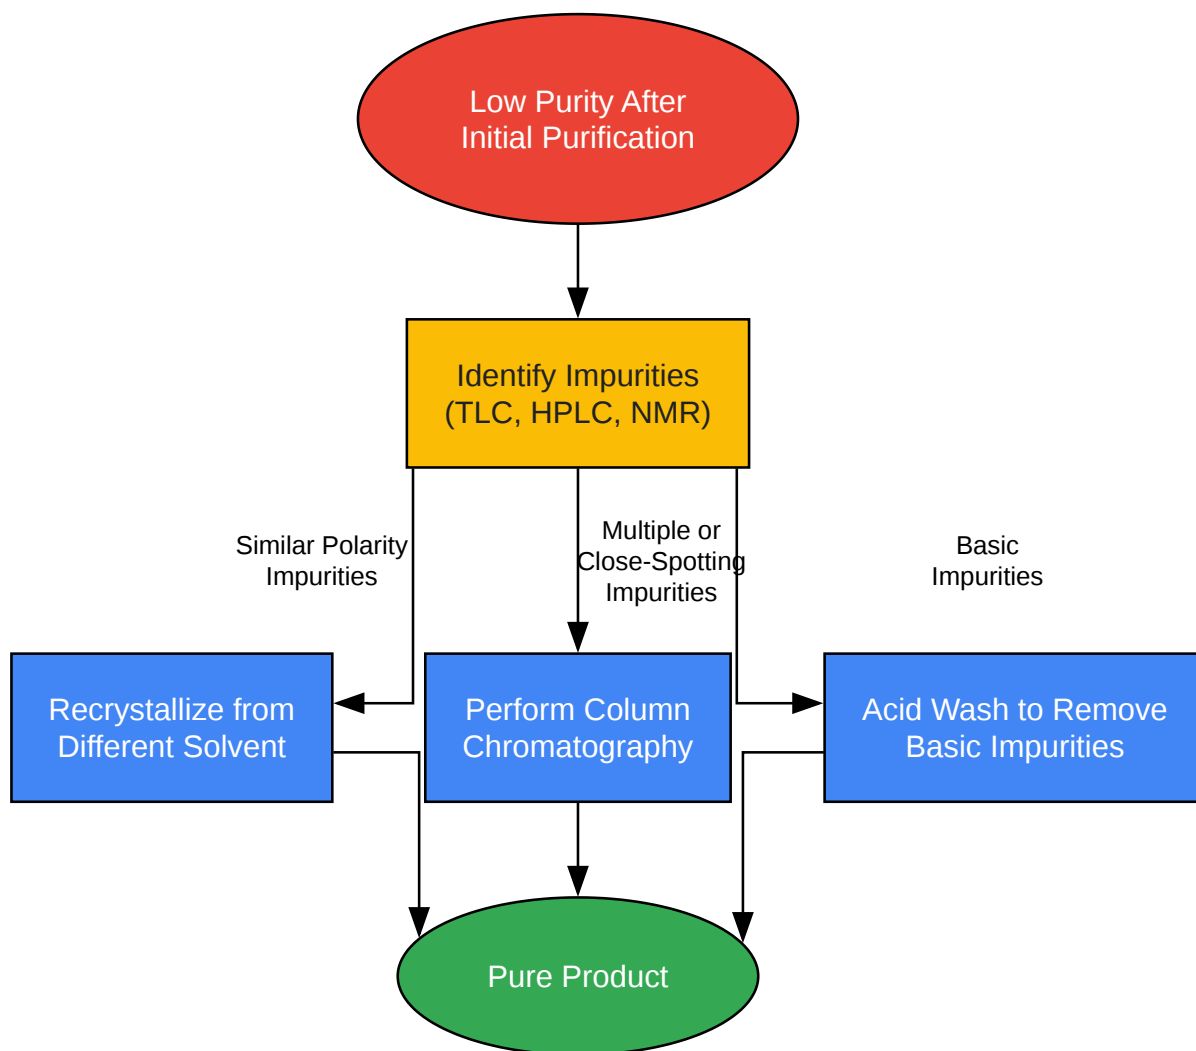 Low Purity After
Initial Purification
Identify Impurities
(TLC, HPLC, NMR)
Similar Polarity
Impurities
Multiple or
Close-Spotting
Impurities
Basic
Impurities
Recrystallize from
Different Solvent
Perform Column
Chromatography
Acid Wash to Remove
Basic Impurities
Pure Product